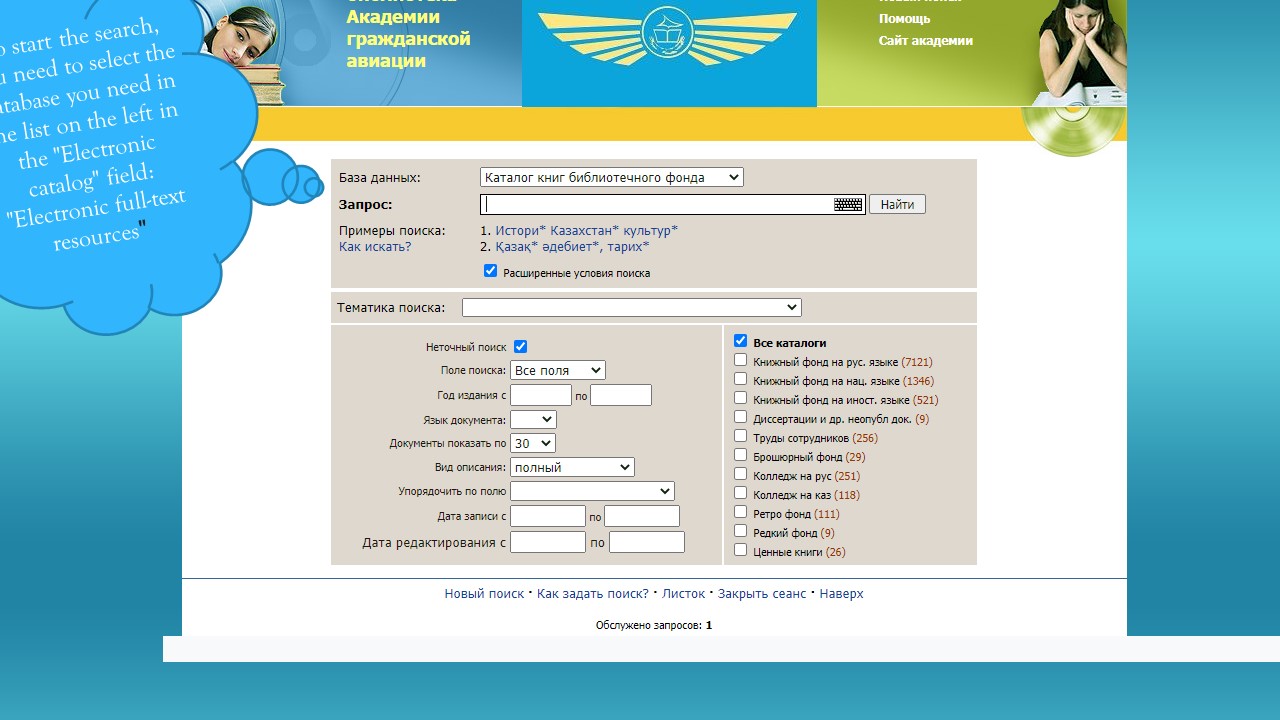 start the search,
need to select the
you need in
list on the left in
the "Electronic
catalog" field:
"Electronic full-text
resources"
Академии
гражданской
авиации
Помощь
Сайт академии
База данных: Каталог книг библиотечного фонда
Запрос: Найти
Примеры поиска: 1. Истори* Казахстан* культур*
Как искать? 2. Қазақ* әдебиет*, тарих*
Расширенные условия поиска
Тематика поиска:
Неточный поиск
Поле поиска: Все поля
Год издания с по
Язык документа:
Документы показать по 30
Вид описания: полный
Упорядочить по полю
Дата записи с по
Дата редактирования с по
Все каталоги
Книжный фонд на рус. языке (7121)
Книжный фонд на нац. языке (1346)
Книжный фонд на иност. языке (521)
Диссертации и др. неопубл док. (9)
Труды сотрудников (256)
Брошюрный фонд (29)
Колледж на рус (251)
Колледж на каз (118)
Ретро фонд (111)
Редкий фонд (9)
Ценные книги (26)
Новый поиск · Как задать поиск? · Листок · Закрыть сеанс · Наверх
Обслужено запросов: 1